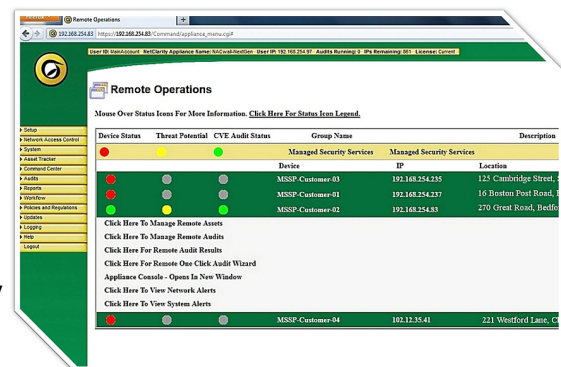 Remote Operations
192.168.254.83 https://192.168.254.83/Command/appliance_menu.cgi#
User ID: MainAccount NetClarity Appliance Name: NACwall-NextGen User IP: 192.168.254.97 Audits Running: 0 IPs Remaining: 881 License: Current
Remote Operations
Mouse Over Status Icons For More Information. Click Here For Status Icon Legend.
Setup
Network Access Control
System
Asset Tracker
Command Center
Audits
Reports
Workflow
Policies and Regulations
Updates
Logging
Help
Logout
Device Status Threat Potential CVE Audit Status Group Name Description
Managed Security Services Managed Security Services
Device IP Location
MSSP-Customer-03 192.168.254.235 125 Cambridge Street,
MSSP-Customer-01 192.168.254.237 16 Boston Post Road,
MSSP-Customer-02 192.168.254.83 270 Great Road, Bedfo
Click Here To Manage Remote Assets
Click Here To Manage Remote Audits
Click Here For Remote Audit Results
Click Here For Remote One Click Audit Wizard
Appliance Console - Opens In New Window
Click Here To View Network Alerts
Click Here To View System Alerts
MSSP-Customer-04 102.12.35.41 221 Westford Lane,